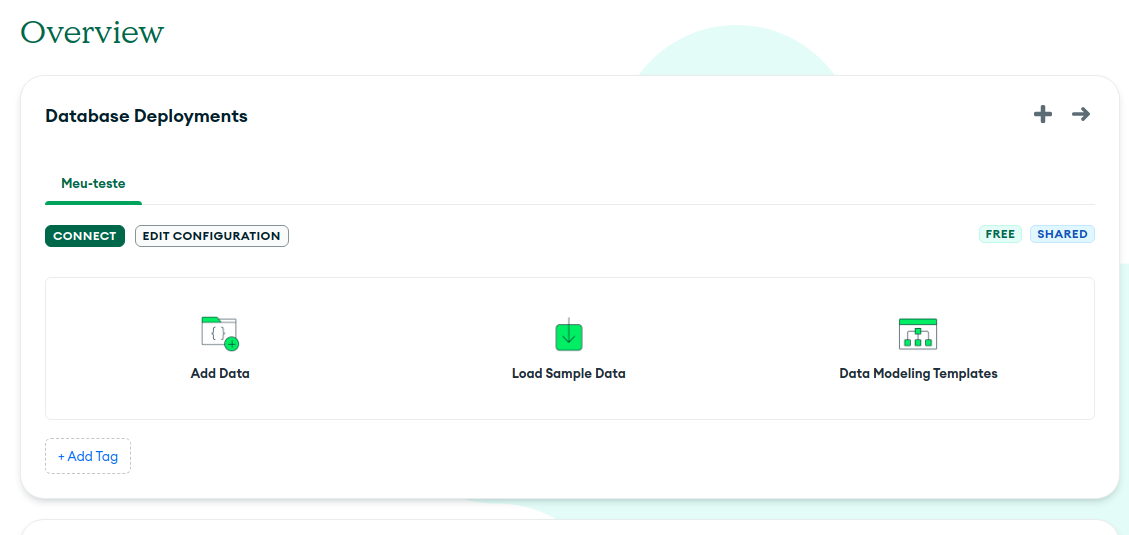 Overview
Database Deployments
Meu-teste
CONNECT EDIT CONFIGURATION FREE SHARED
{ }
Add Data Load Sample Data Data Modeling Templates
+ Add Tag